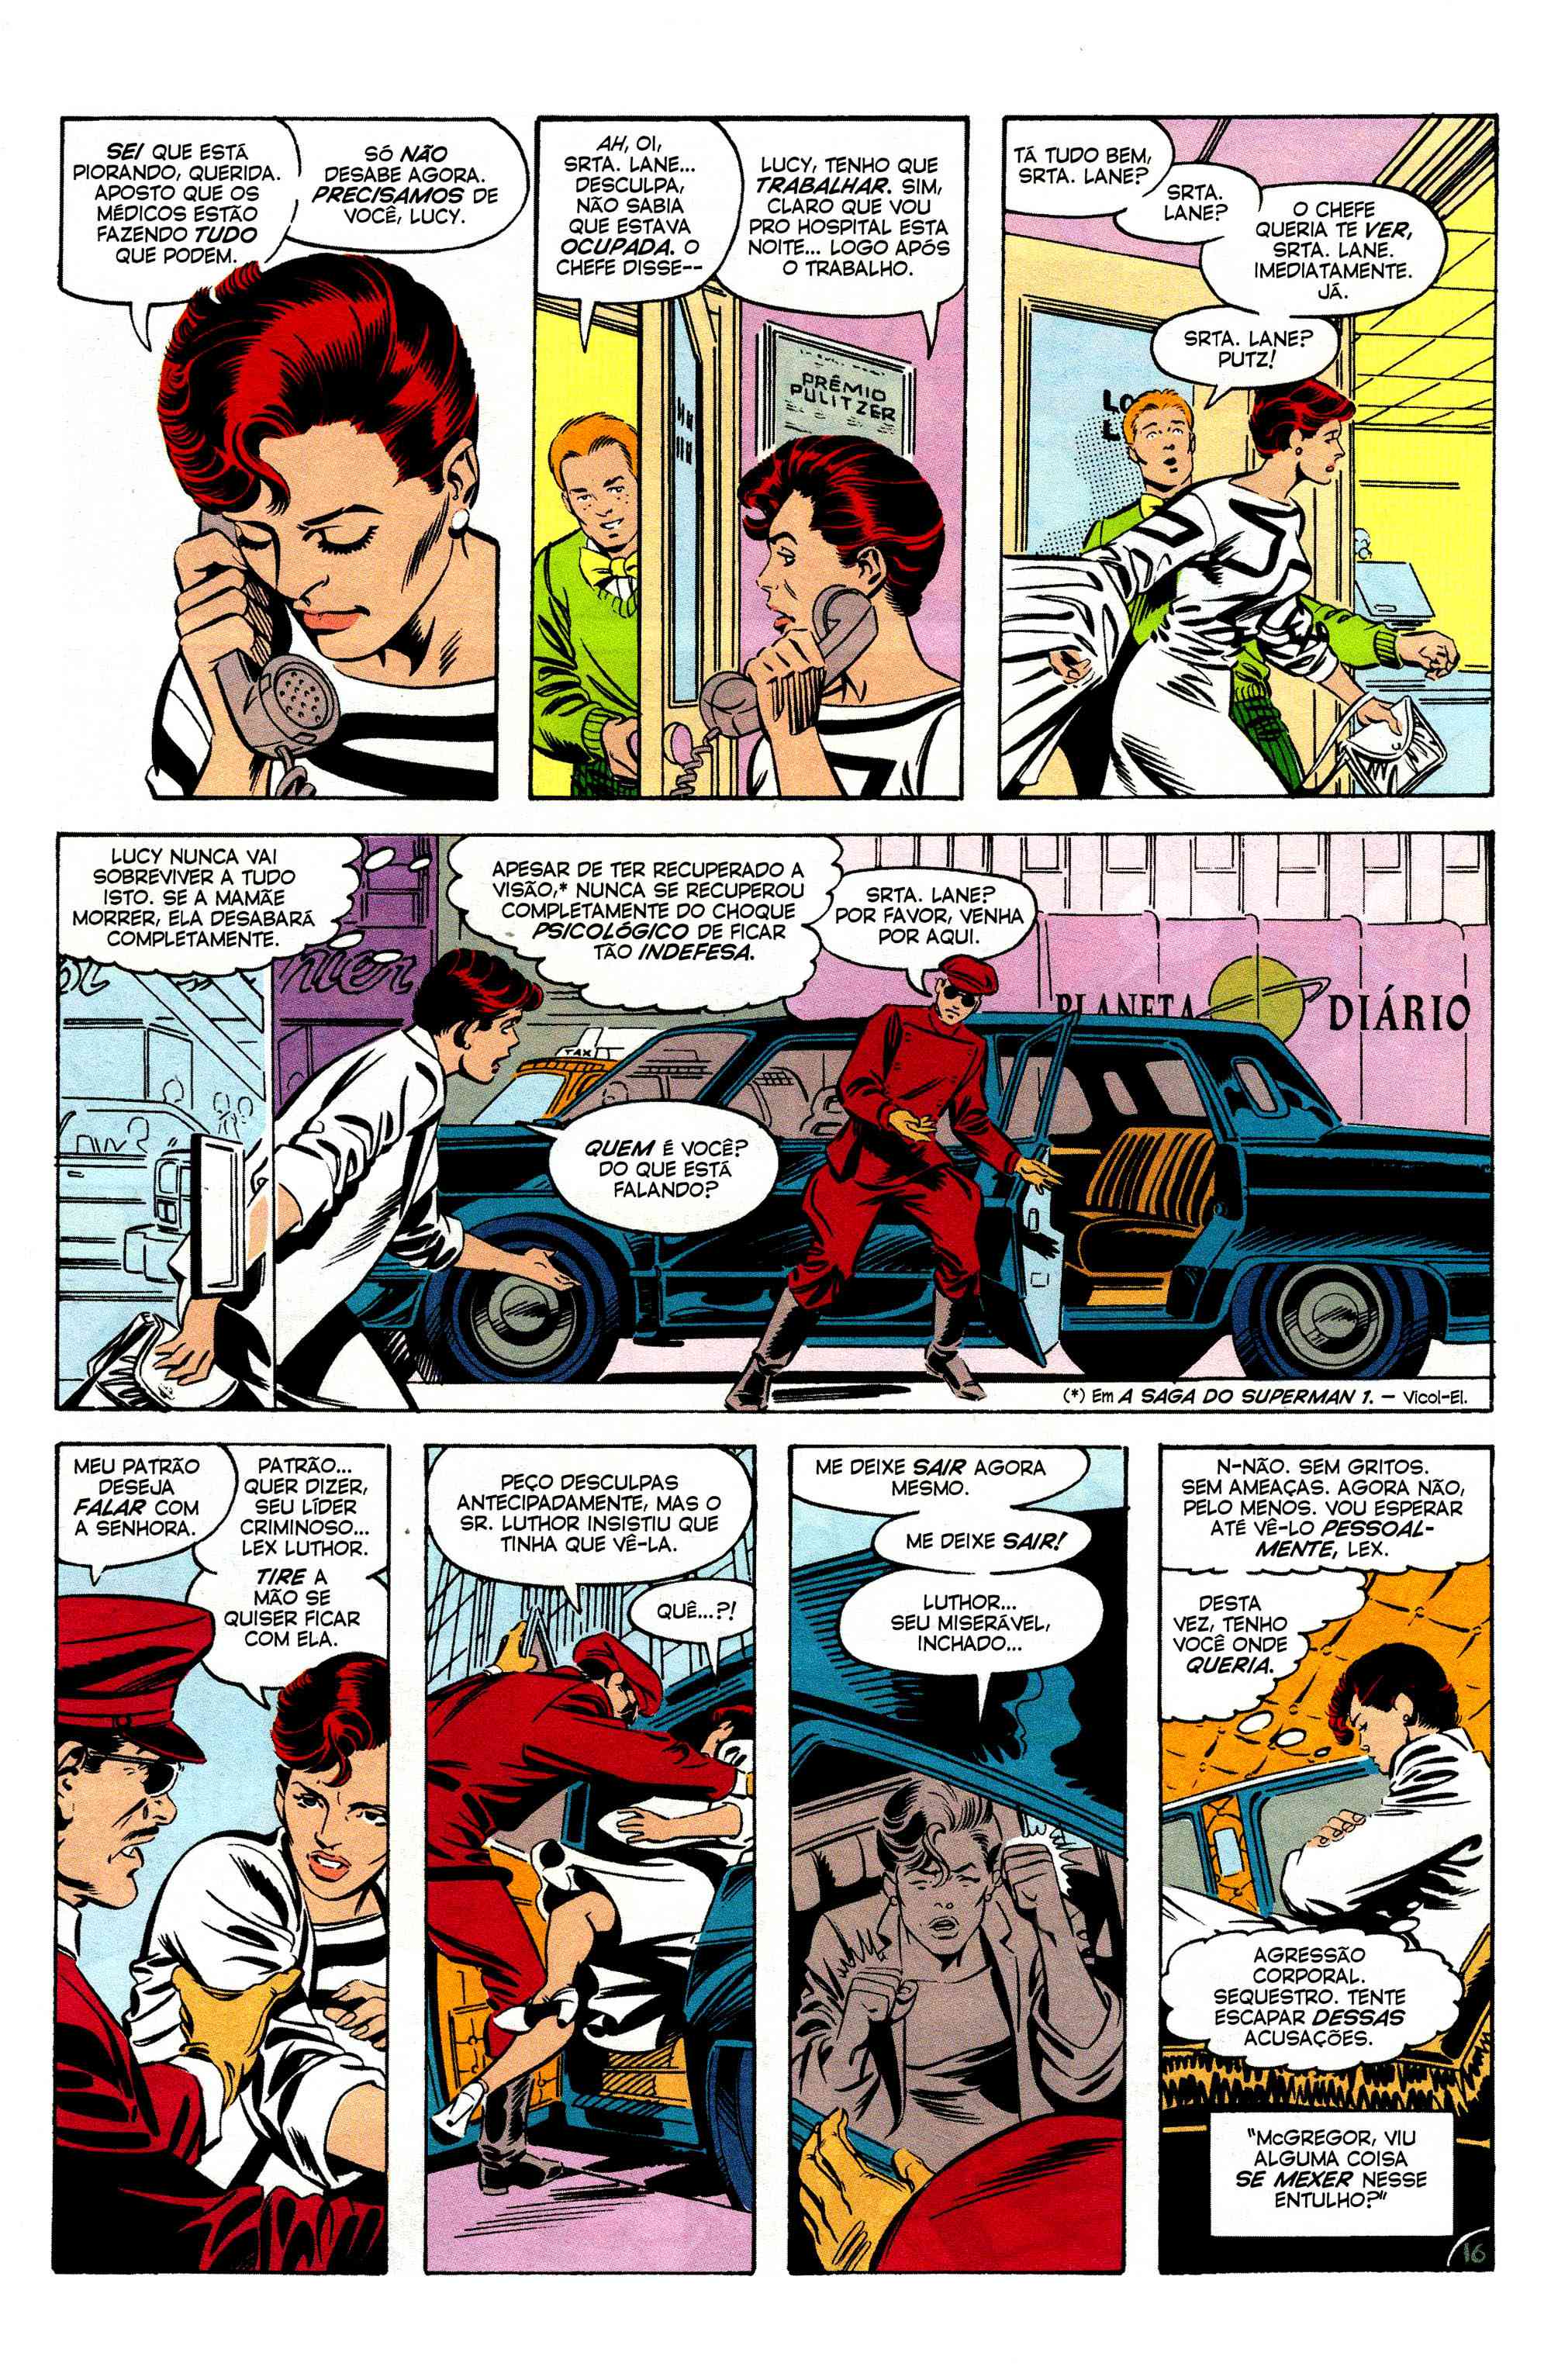 SEI QUE ESTÁ
PIORANDO, QUERIDA.
APOSTO QUE OS
MÉDICOS ESTÃO
FAZENDO TUDO
QUE PODEM.
SÓ NÃO
DESABE AGORA.
PRECISAMOS DE
VOCÊ, LUCY.
AH, OI,
SRTA. LANE...
DESCULPA,
NÃO SABIA
QUE ESTAVA
OCUPADA. O
CHEFE DISSE--
LUCY, TENHO QUE
TRABALHAR. SIM,
CLARO QUE VOU
PRO HOSPITAL ESTA
NOITE... LOGO APÓS
O TRABALHO.
PRÊMIO
PULITZER
TÁ TUDO BEM,
SRTA. LANE?
SRTA.
LANE?
O CHEFE
QUERIA TE VER,
SRTA. LANE.
IMEDIATAMENTE.
JÁ.
SRTA. LANE?
PUTZ!
LO
L
LUCY NUNCA VAI
SOBREVIVER A TUDO
ISTO. SE A MAMÃE
MORRER, ELA DESABARÁ
COMPLETAMENTE.
APESAR DE TER RECUPERADO A
VISÃO,* NUNCA SE RECUPEROU
COMPLETAMENTE DO CHOQUE
PSICOLÓGICO DE FICAR
TÃO INDEFESA.
SRTA. LANE?
POR FAVOR, VENHA
POR AQUI.
PLANETA DIÁRIO
TAXI
QUEM É VOCÊ?
DO QUE ESTÁ
FALANDO?
(*) Em A SAGA DO SUPERMAN 1. — Vicol-El.
MEU PATRÃO
DESEJA
FALAR COM
A SENHORA.
PATRÃO...
QUER DIZER,
SEU LÍDER
CRIMINOSO...
LEX LUTHOR.
TIRE A
MÃO SE
QUISER FICAR
COM ELA.
PEÇO DESCULPAS
ANTECIPADAMENTE, MAS O
SR. LUTHOR INSISTIU QUE
TINHA QUE VÊ-LA.
QUÊ...?!
ME DEIXE SAIR AGORA
MESMO.
ME DEIXE SAIR!
LUTHOR...
SEU MISERÁVEL,
INCHADO...
N-NÃO. SEM GRITOS.
SEM AMEAÇAS. AGORA NÃO,
PELO MENOS. VOU ESPERAR
ATÉ VÊ-LO PESSOAL-
MENTE, LEX.
DESTA
VEZ, TENHO
VOCÊ ONDE
QUERIA.
AGRESSÃO
CORPORAL.
SEQUESTRO. TENTE
ESCAPAR DESSAS
ACUSAÇÕES.
"McGREGOR, VIU
ALGUMA COISA
SE MEXER NESSE
ENTULHO?"
16